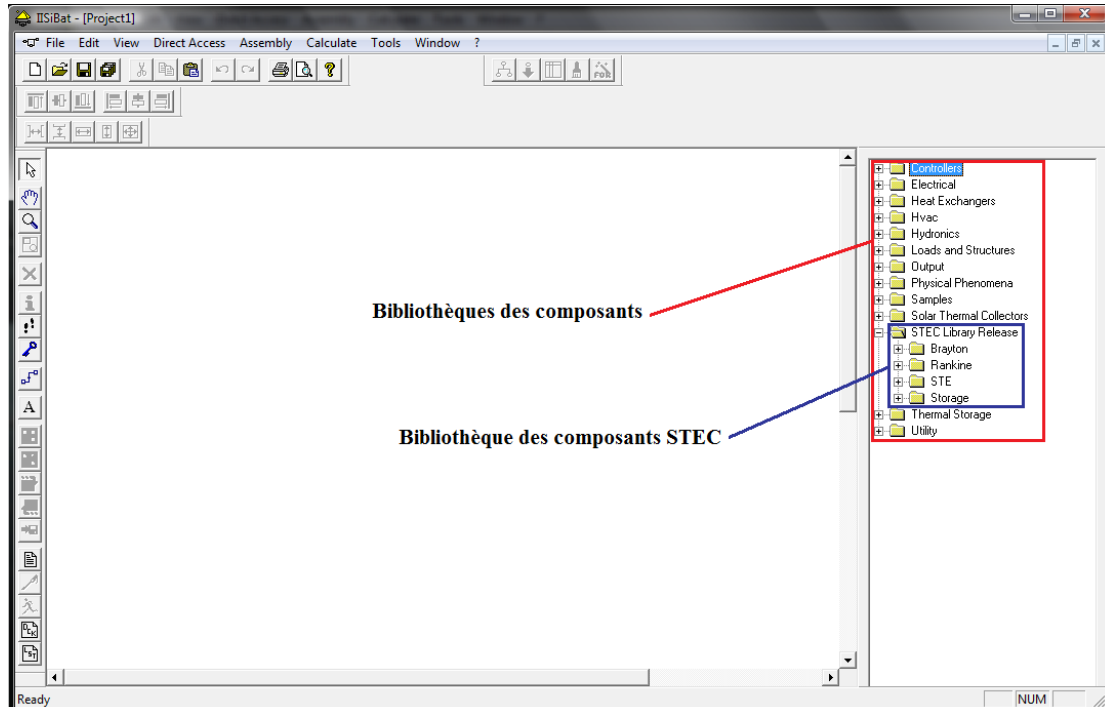 IISiBat - [Project1]
File Edit View Direct Access Assembly Calculate Tools Window ?
FOR
Controllers
Electrical
Heat Exchangers
Hvac
Hydronics
Loads and Structures
Output
Physical Phenomena
Samples
Solar Thermal Collectors
STEC Library Release
Brayton
Rankine
STE
Storage
Thermal Storage
Utility
Bibliothèques des composants
Bibliothèque des composants STEC
A
Ready
NUM